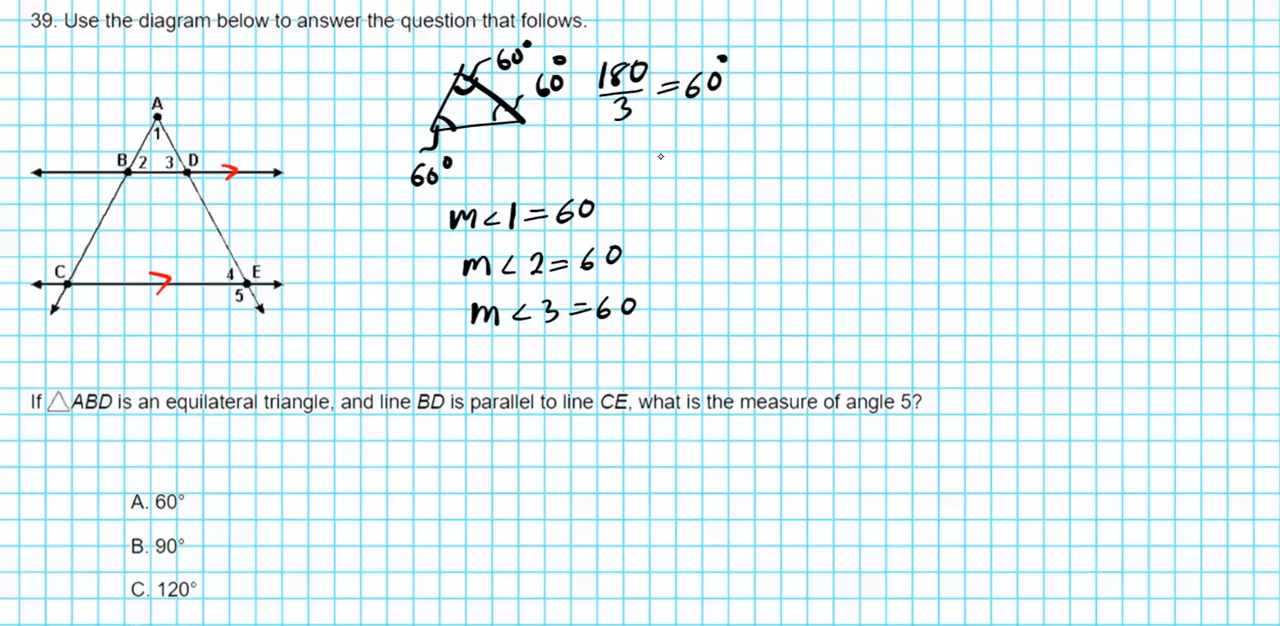 39. Use the diagram below to answer the question that follows.
60°
60°
180/3 = 60°
A
1
B 2 3 D
60°
m<1=60
m<2=60
C 4 E
5
m<3=60
If △ABD is an equilateral triangle, and line BD is parallel to line CE, what is the measure of angle 5?
A. 60°
B. 90°
C. 120°